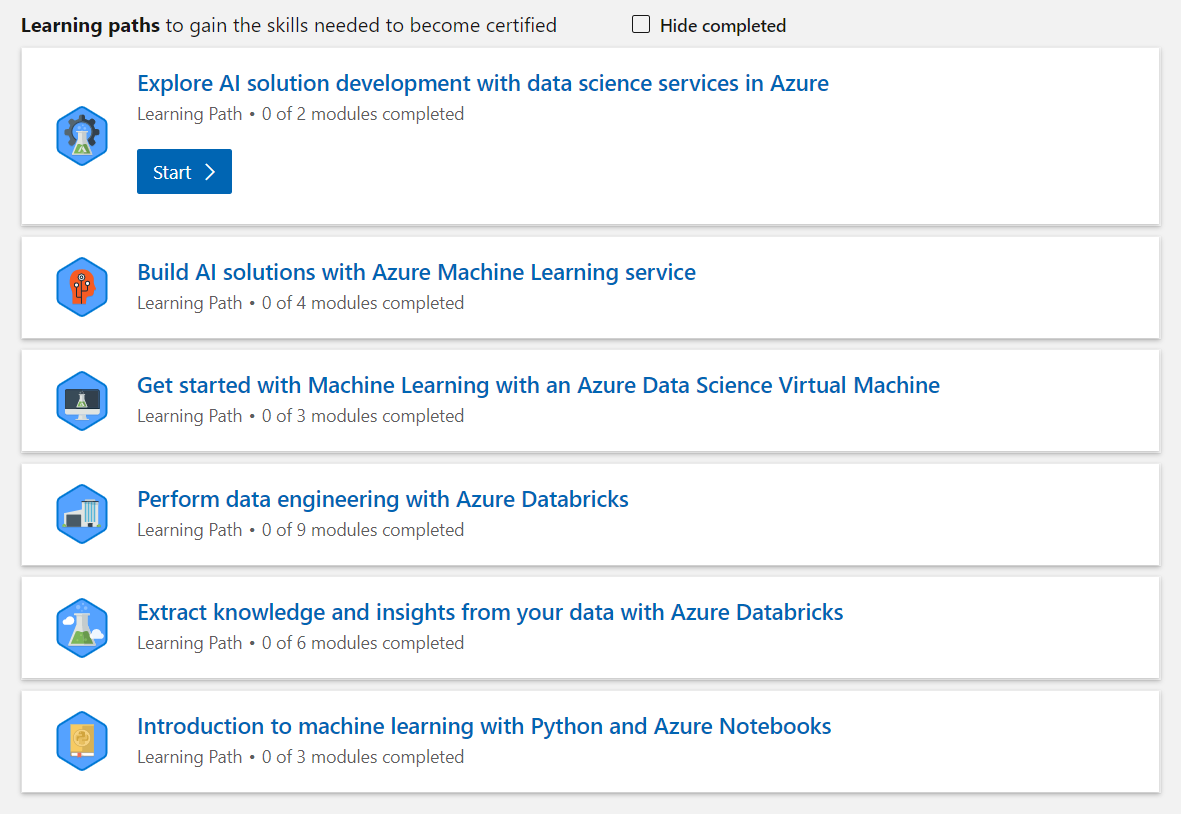 Learning paths to gain the skills needed to become certified Hide completed
Explore AI solution development with data science services in Azure
Learning Path • 0 of 2 modules completed
Start
Build AI solutions with Azure Machine Learning service
Learning Path • 0 of 4 modules completed
Get started with Machine Learning with an Azure Data Science Virtual Machine
Learning Path • 0 of 3 modules completed
Perform data engineering with Azure Databricks
Learning Path • 0 of 9 modules completed
Extract knowledge and insights from your data with Azure Databricks
Learning Path • 0 of 6 modules completed
Introduction to machine learning with Python and Azure Notebooks
Learning Path • 0 of 3 modules completed